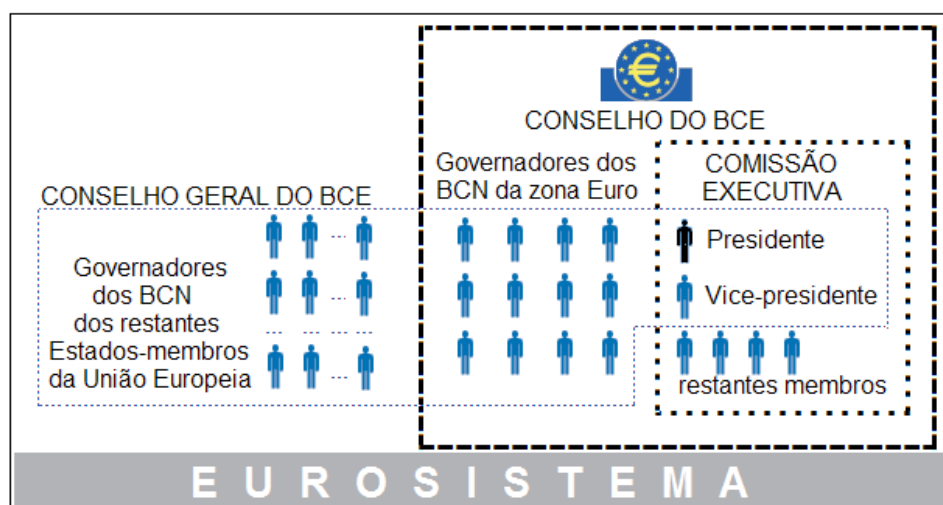 CONSELHO DO BCE
Governadores dos
BCN da zona Euro
COMISSÃO
EXECUTIVA
CONSELHO GERAL DO BCE
Presidente
Governadores
dos BCN
dos restantes
Estados-membros
da União Europeia
... 
...
... ... ...
...
Vice-presidente
restantes membros
EUROSISTEMA